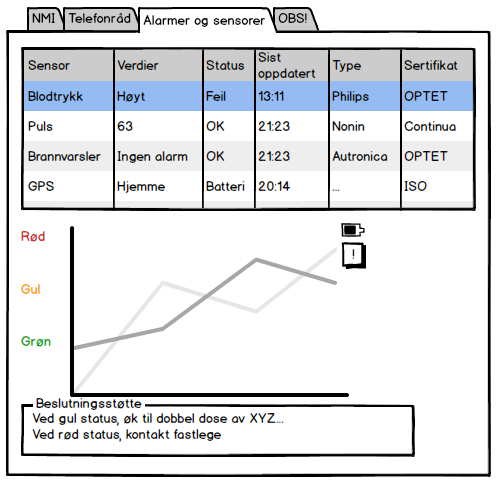 NMI Telefonråd Alarmer og sensorer OBS!
Sensor Verdier Status Sist oppdatert Type Sertifikat
Blodtrykk Høyt Feil 13:11 Philips OPTET
Puls 63 OK 21:23 Nonin Continua
Brannvarsler Ingen alarm OK 21:23 Autronica OPTET
GPS Hjemme Batteri 20:14 ... ISO
Rød
!
Gul
Grøn
Beslutningsstøtte
Ved gul status, øk til dobbel dose av XYZ...
Ved rød status, kontakt fastlege